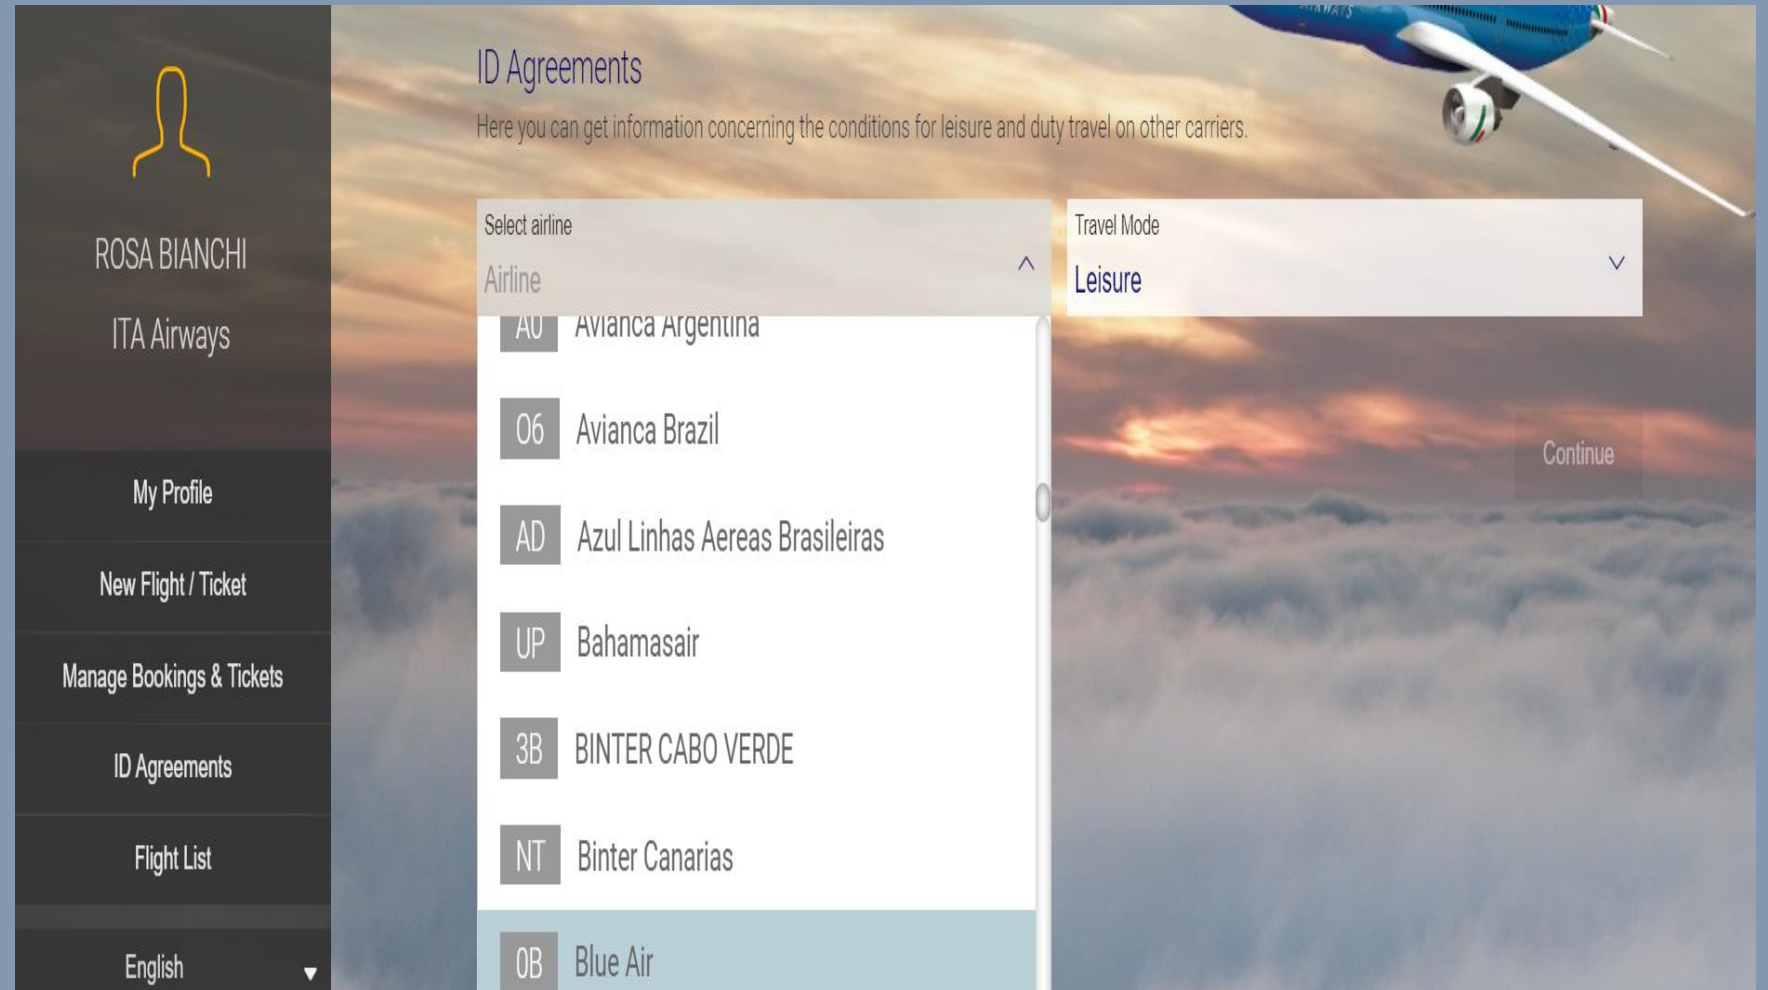 AIRWAYS
ROSA BIANCHI
ITA Airways
My Profile
New Flight / Ticket
Manage Bookings & Tickets
ID Agreements
Flight List
English
ID Agreements
Here you can get information concerning the conditions for leisure and duty travel on other carriers.
Select airline
Airline
Travel Mode
Leisure
A0 Avianca Argentina
O6 Avianca Brazil
AD Azul Linhas Aereas Brasileiras
UP Bahamasair
3B BINTER CABO VERDE
NT Binter Canarias
0B Blue Air
Continue